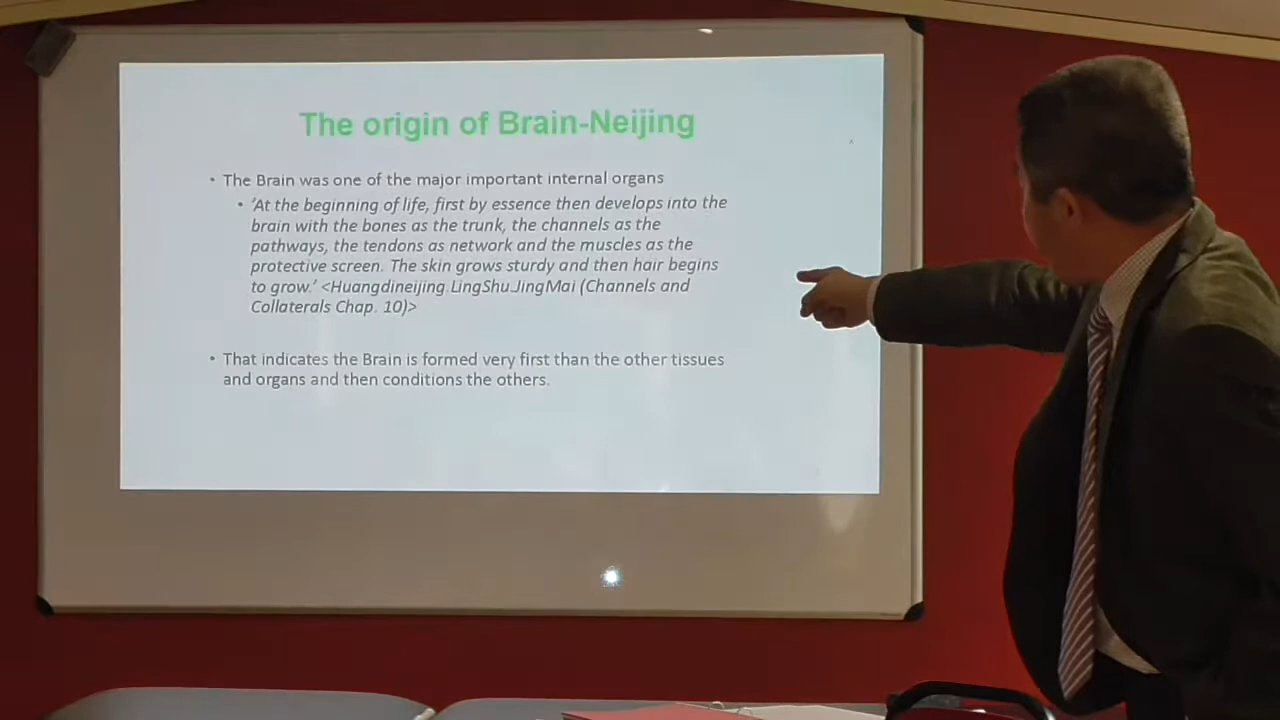 The origin of Brain-Neijing
• The Brain was one of the major important internal organs
• 'At the beginning of life, first by essence then develops into the
brain with the bones as the trunk, the channels as the
pathways, the tendons as network and the muscles as the
protective screen. The skin grows sturdy and then hair begins
to grow.' <Huangdineijing.LingShu.JingMai (Channels and
Collaterals Chap. 10)>
• That indicates the Brain is formed very first than the other tissues
and organs and then conditions the others.